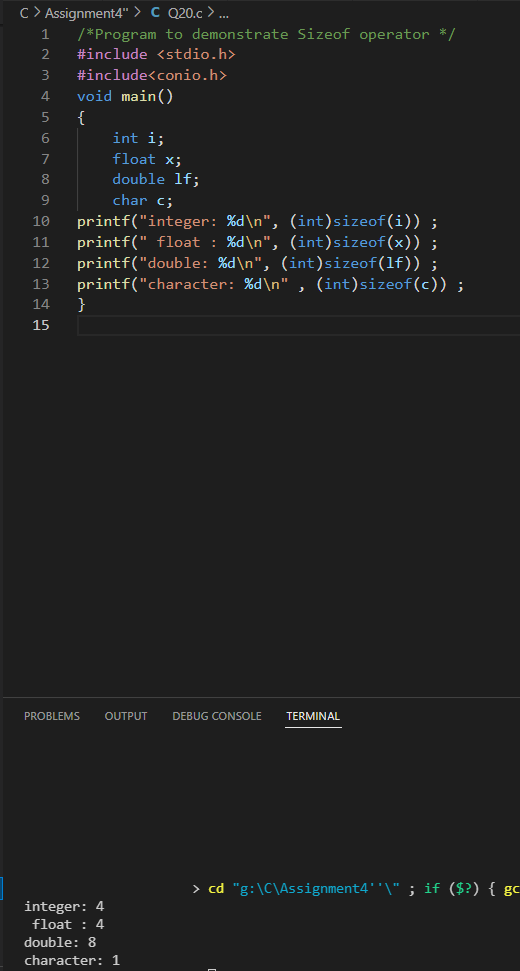 C > Assignment4" > C Q20.c > ...
1 /*Program to demonstrate Sizeof operator */
2 #include <stdio.h>
3 #include<conio.h>
4 void main()
5 {
6     int i;
7     float x;
8     double lf;
9     char c;
10 printf("integer: %d\n", (int)sizeof(i)) ;
11 printf(" float : %d\n", (int)sizeof(x)) ;
12 printf("double: %d\n", (int)sizeof(lf)) ;
13 printf("character: %d\n" , (int)sizeof(c)) ;
14 }
15
PROBLEMS OUTPUT DEBUG CONSOLE TERMINAL
> cd "g:\C\Assignment4''\" ; if ($?) { gc
integer: 4
 float : 4
double: 8
character: 1